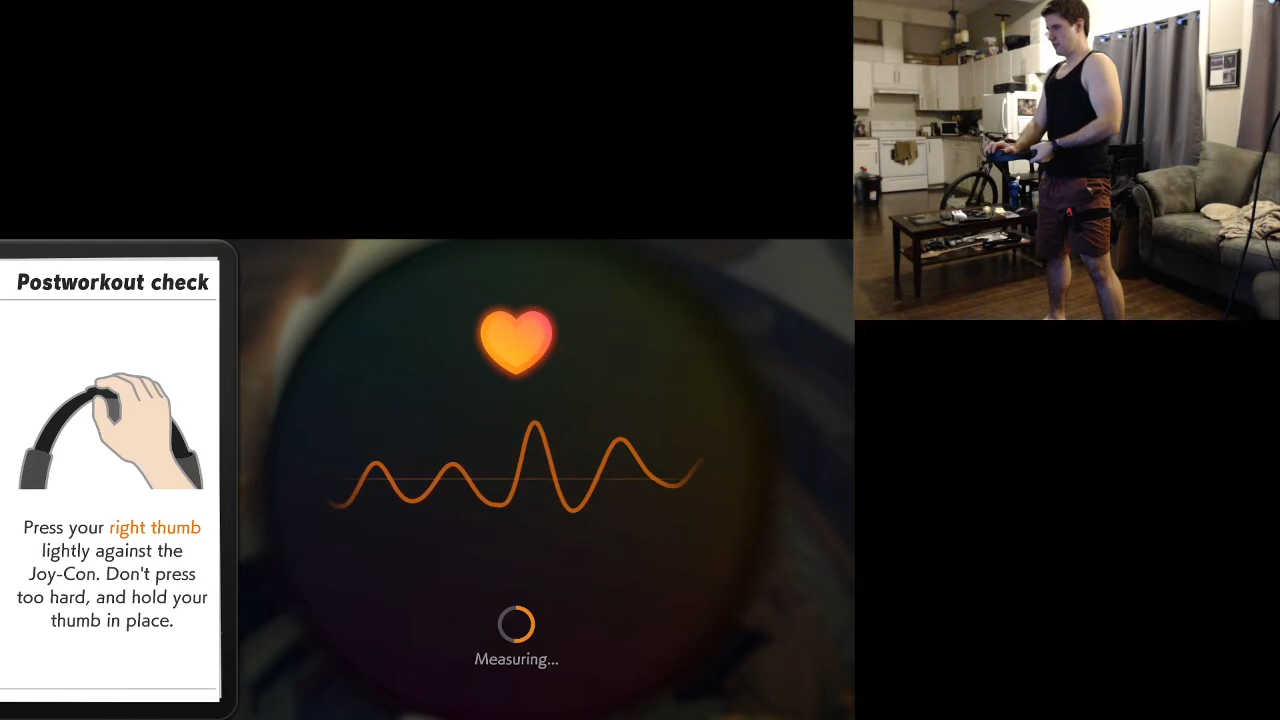 Postworkout check
Press your right thumb
lightly against the
Joy-Con. Don't press
too hard, and hold your
thumb in place.
Measuring...